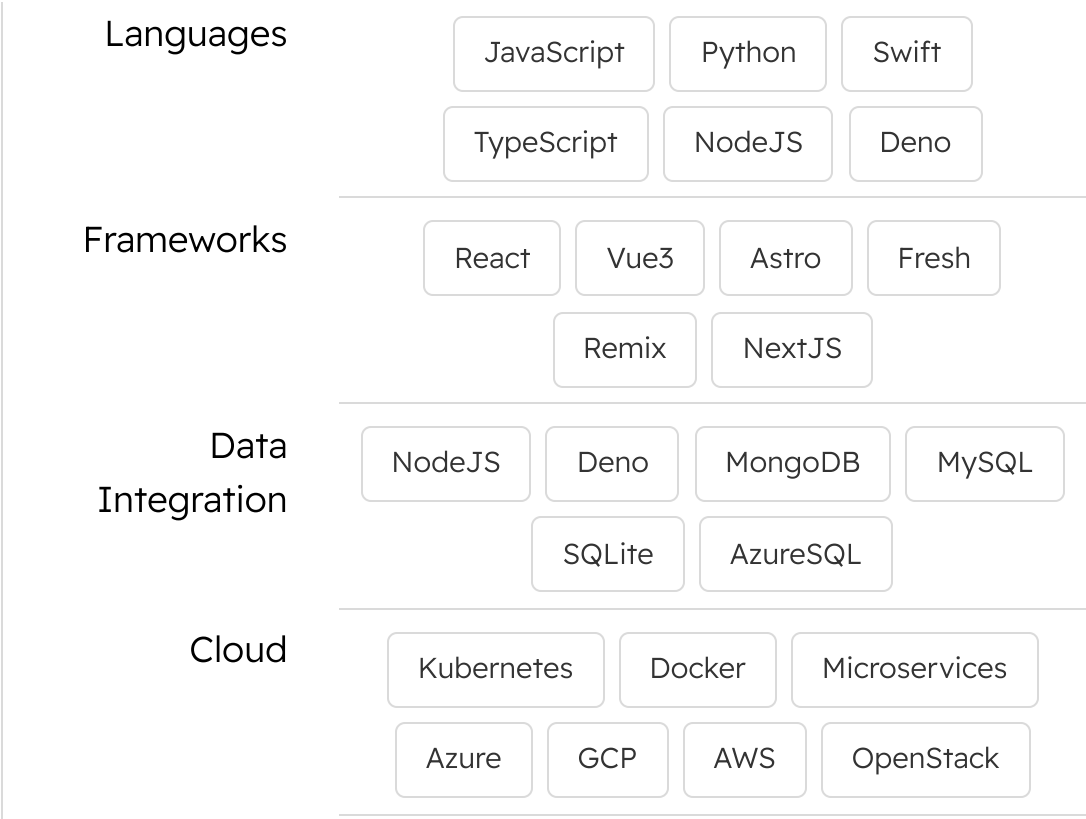 Languages
JavaScript Python Swift
TypeScript NodeJS Deno
Frameworks
React Vue3 Astro Fresh
Remix NextJS
Data
Integration
NodeJS Deno MongoDB MySQL
SQLite AzureSQL
Cloud
Kubernetes Docker Microservices
Azure GCP AWS OpenStack